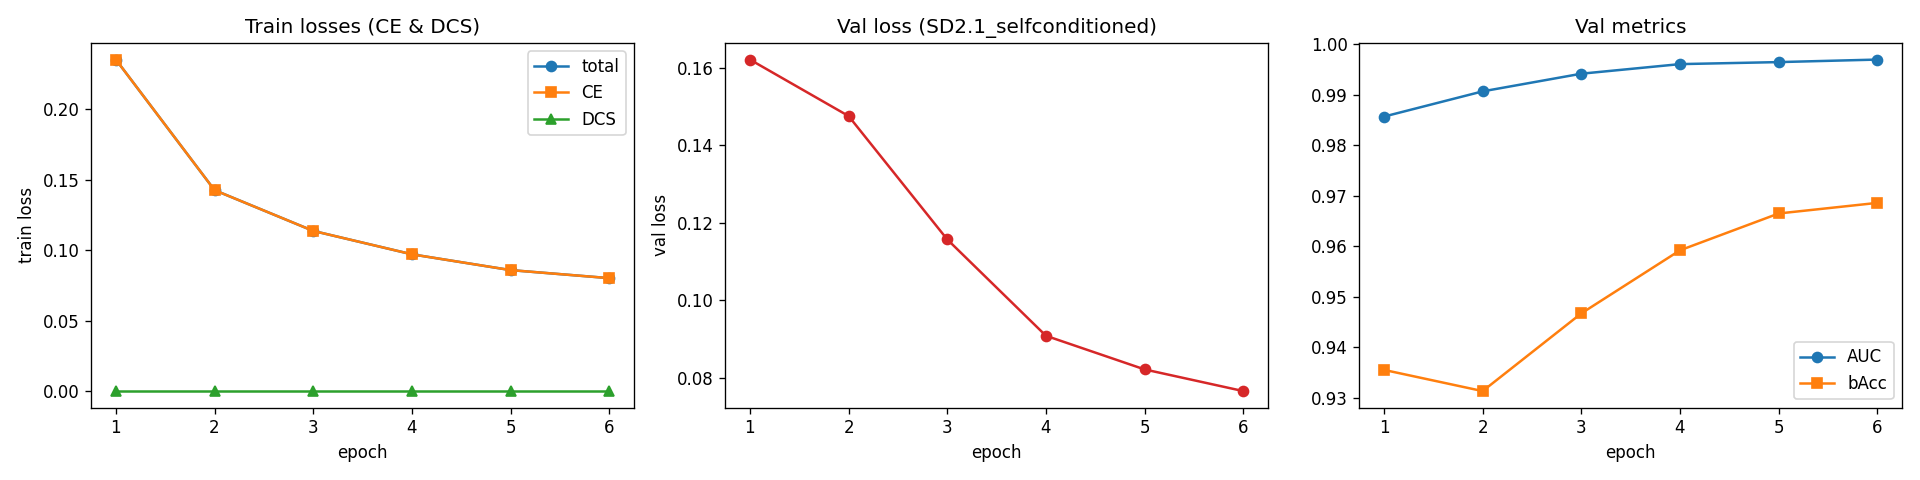 Train losses (CE & DCS)
train loss
0.20
0.15
0.10
0.05
0.00
total
CE
DCS
1 2 3 4 5 6
epoch
Val loss (SD2.1_selfconditioned)
val loss
0.16
0.14
0.12
0.10
0.08
1 2 3 4 5 6
epoch
Val metrics
1.00
0.99
0.98
0.97
0.96
0.95
0.94
0.93
AUC
bAcc
1 2 3 4 5 6
epoch